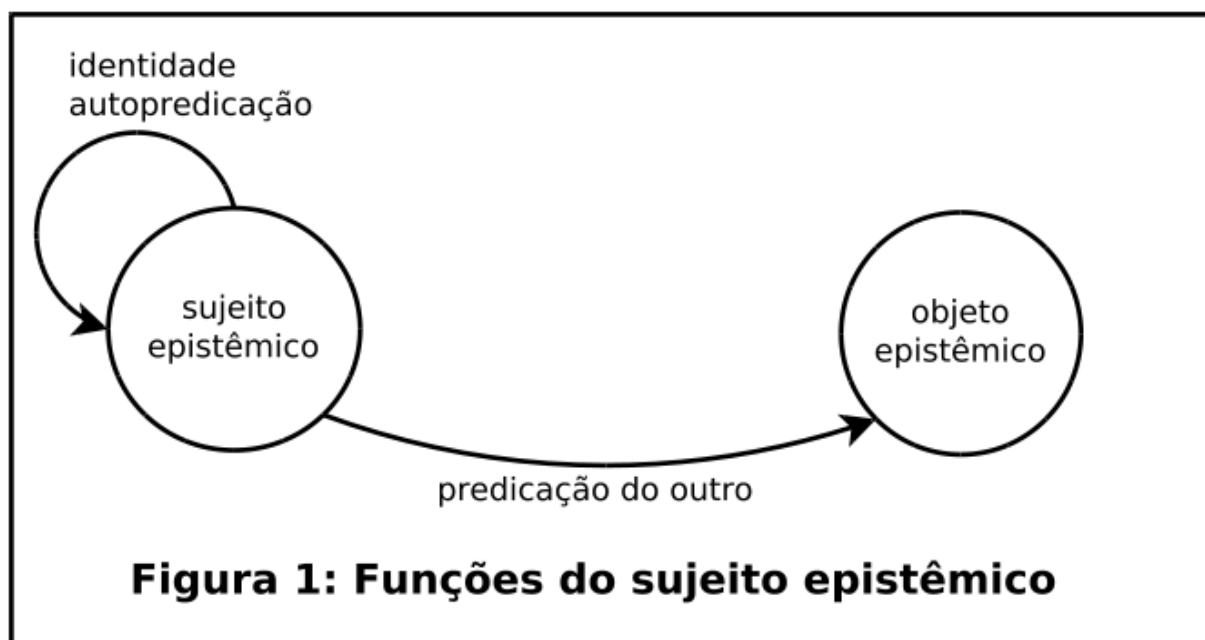 identidade
autopredicação
sujeito
epistêmico
objeto
epistêmico
predicação do outro
Figura 1: Funções do sujeito epistêmico